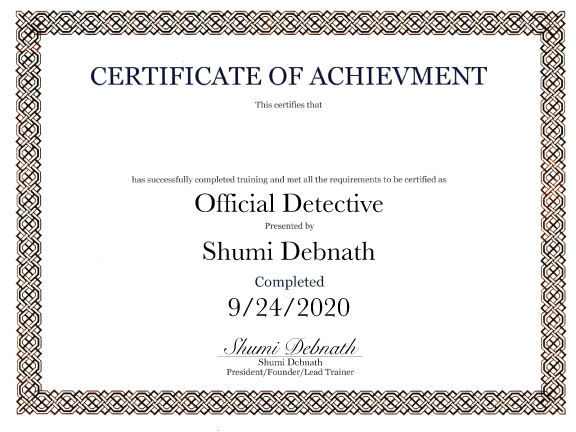 CERTIFICATE OF ACHIEVMENT
This certifies that
has successfully completed training and met all the requirements to be certified as
Official Detective
Presented by
Shumi Debnath
Completed
9/24/2020
Shumi Debnath
Shumi Debnath
President/Founder/Lead Trainer